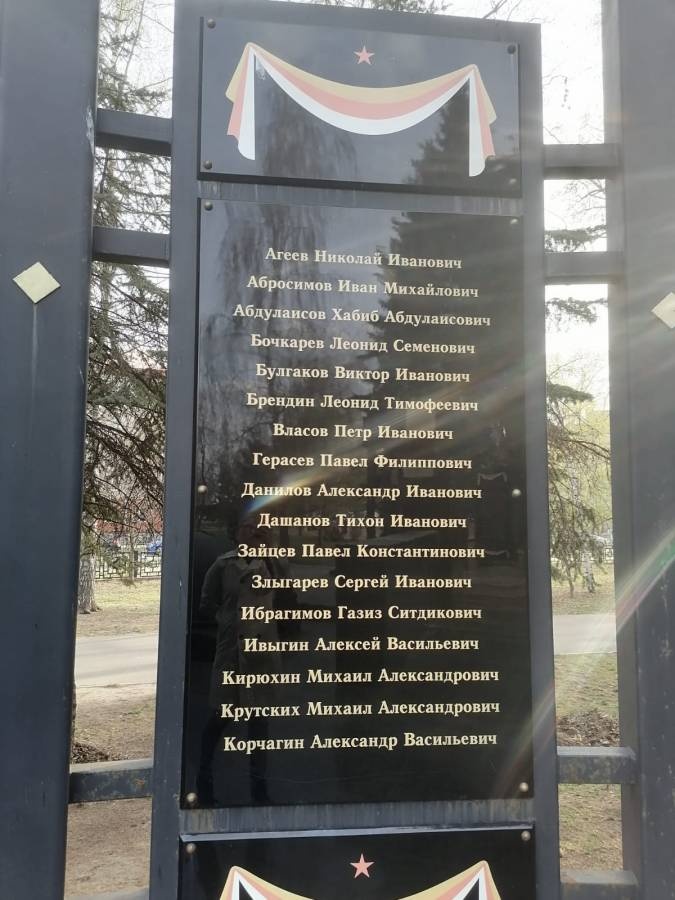 Агеев Николай Иванович
Абросимов Иван Михайлович
Абдулаисов Хабиб Абдулаисович
Бочкарев Леонид Семенович
Булгаков Виктор Иванович
Брендин Леонид Тимофеевич
Власов Петр Иванович
Герасев Павел Филиппович
Данилов Александр Иванович
Дашанов Тихон Иванович
Зайцев Павел Константинович
Злыгарев Сергей Иванович
Ибрагимов Газиз Ситдикович
Ивыгин Алексей Васильевич
Кирюхин Михаил Александрович
Крутских Михаил Александрович
Корчагин Александр Васильевич